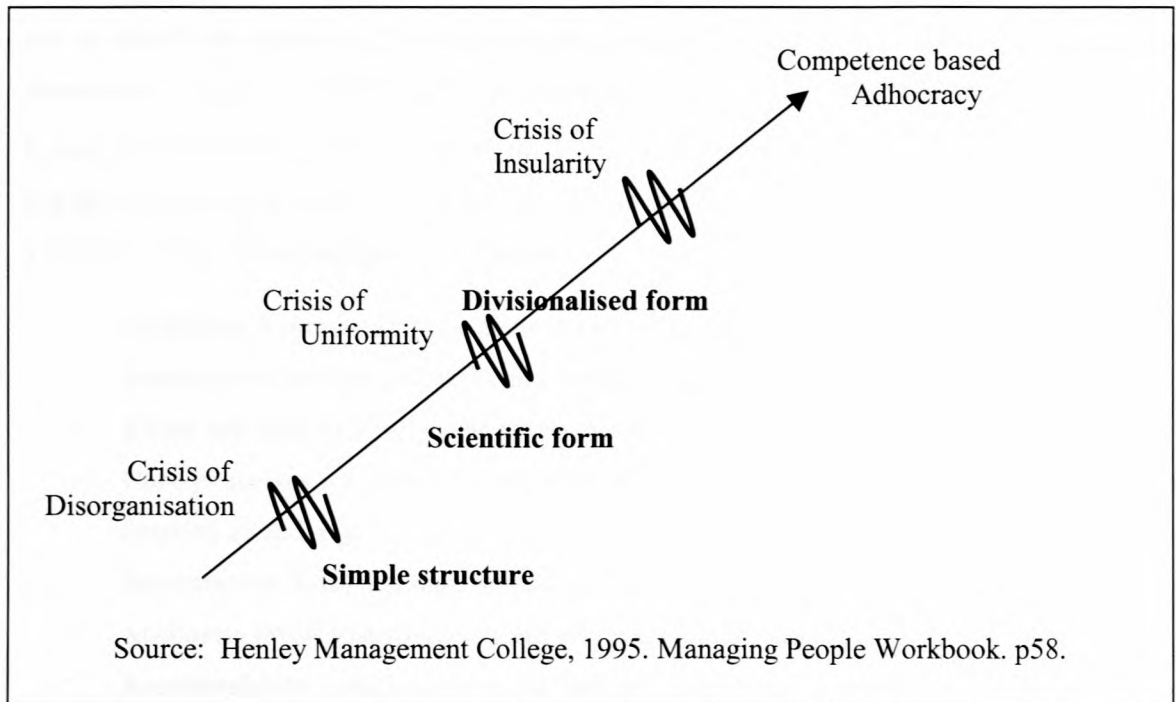 Competence based
Adhocracy
Crisis of
Insularity
Crisis of
Uniformity
Divisionalised form
Scientific form
Crisis of
Disorganisation
Simple structure
Source: Henley Management College, 1995. Managing People Workbook. p58.